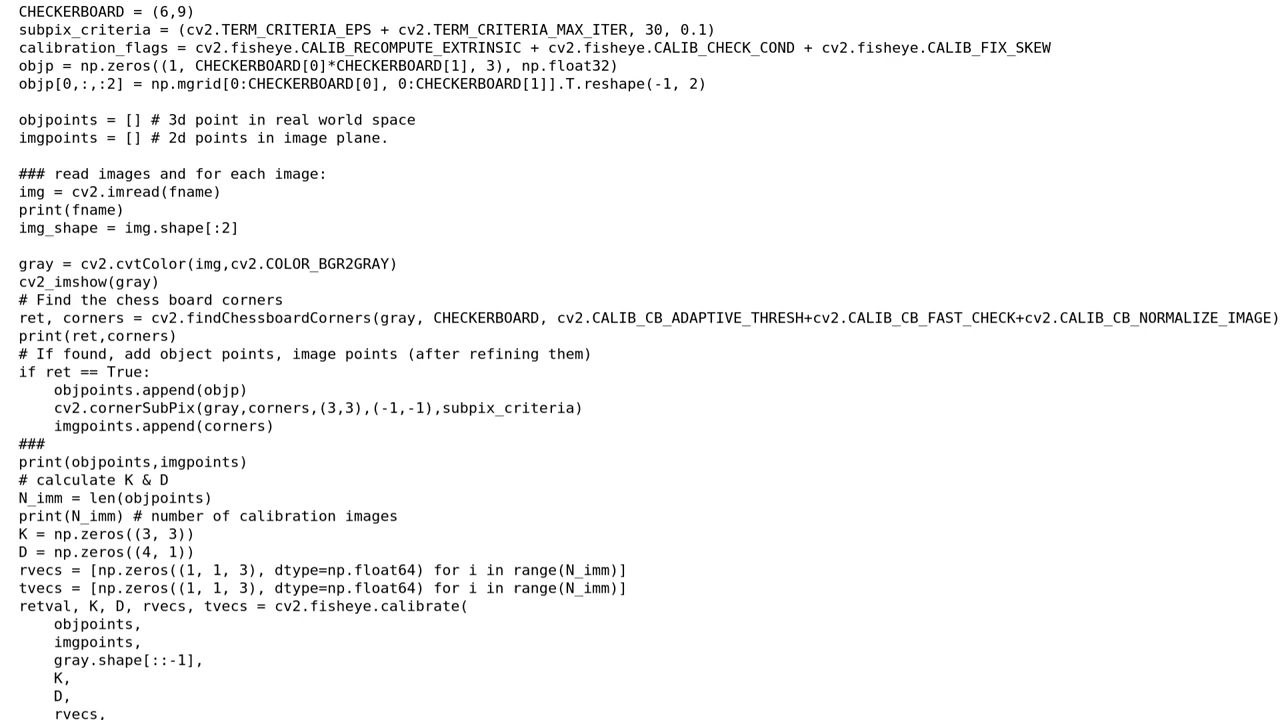 CHECKERBOARD = (6,9)
subpix_criteria = (cv2.TERM_CRITERIA_EPS + cv2.TERM_CRITERIA_MAX_ITER, 30, 0.1)
calibration_flags = cv2.fisheye.CALIB_RECOMPUTE_EXTRINSIC + cv2.fisheye.CALIB_CHECK_COND + cv2.fisheye.CALIB_FIX_SKEW
objp = np.zeros((1, CHECKERBOARD[0]*CHECKERBOARD[1], 3), np.float32)
objp[0,:,:2] = np.mgrid[0:CHECKERBOARD[0], 0:CHECKERBOARD[1]].T.reshape(-1, 2)

objpoints = [] # 3d point in real world space
imgpoints = [] # 2d points in image plane.

### read images and for each image:
img = cv2.imread(fname)
print(fname)
img_shape = img.shape[:2]

gray = cv2.cvtColor(img,cv2.COLOR_BGR2GRAY)
cv2_imshow(gray)
# Find the chess board corners
ret, corners = cv2.findChessboardCorners(gray, CHECKERBOARD, cv2.CALIB_CB_ADAPTIVE_THRESH+cv2.CALIB_CB_FAST_CHECK+cv2.CALIB_CB_NORMALIZE_IMAGE)
print(ret,corners)
# If found, add object points, image points (after refining them)
if ret == True:
    objpoints.append(objp)
    cv2.cornerSubPix(gray,corners,(3,3),(-1,-1),subpix_criteria)
    imgpoints.append(corners)
###
print(objpoints,imgpoints)
# calculate K & D
N_imm = len(objpoints)
print(N_imm) # number of calibration images
K = np.zeros((3, 3))
D = np.zeros((4, 1))
rvecs = [np.zeros((1, 1, 3), dtype=np.float64) for i in range(N_imm)]
tvecs = [np.zeros((1, 1, 3), dtype=np.float64) for i in range(N_imm)]
retval, K, D, rvecs, tvecs = cv2.fisheye.calibrate(
    objpoints,
    imgpoints,
    gray.shape[::-1],
    K,
    D,
    rvecs,